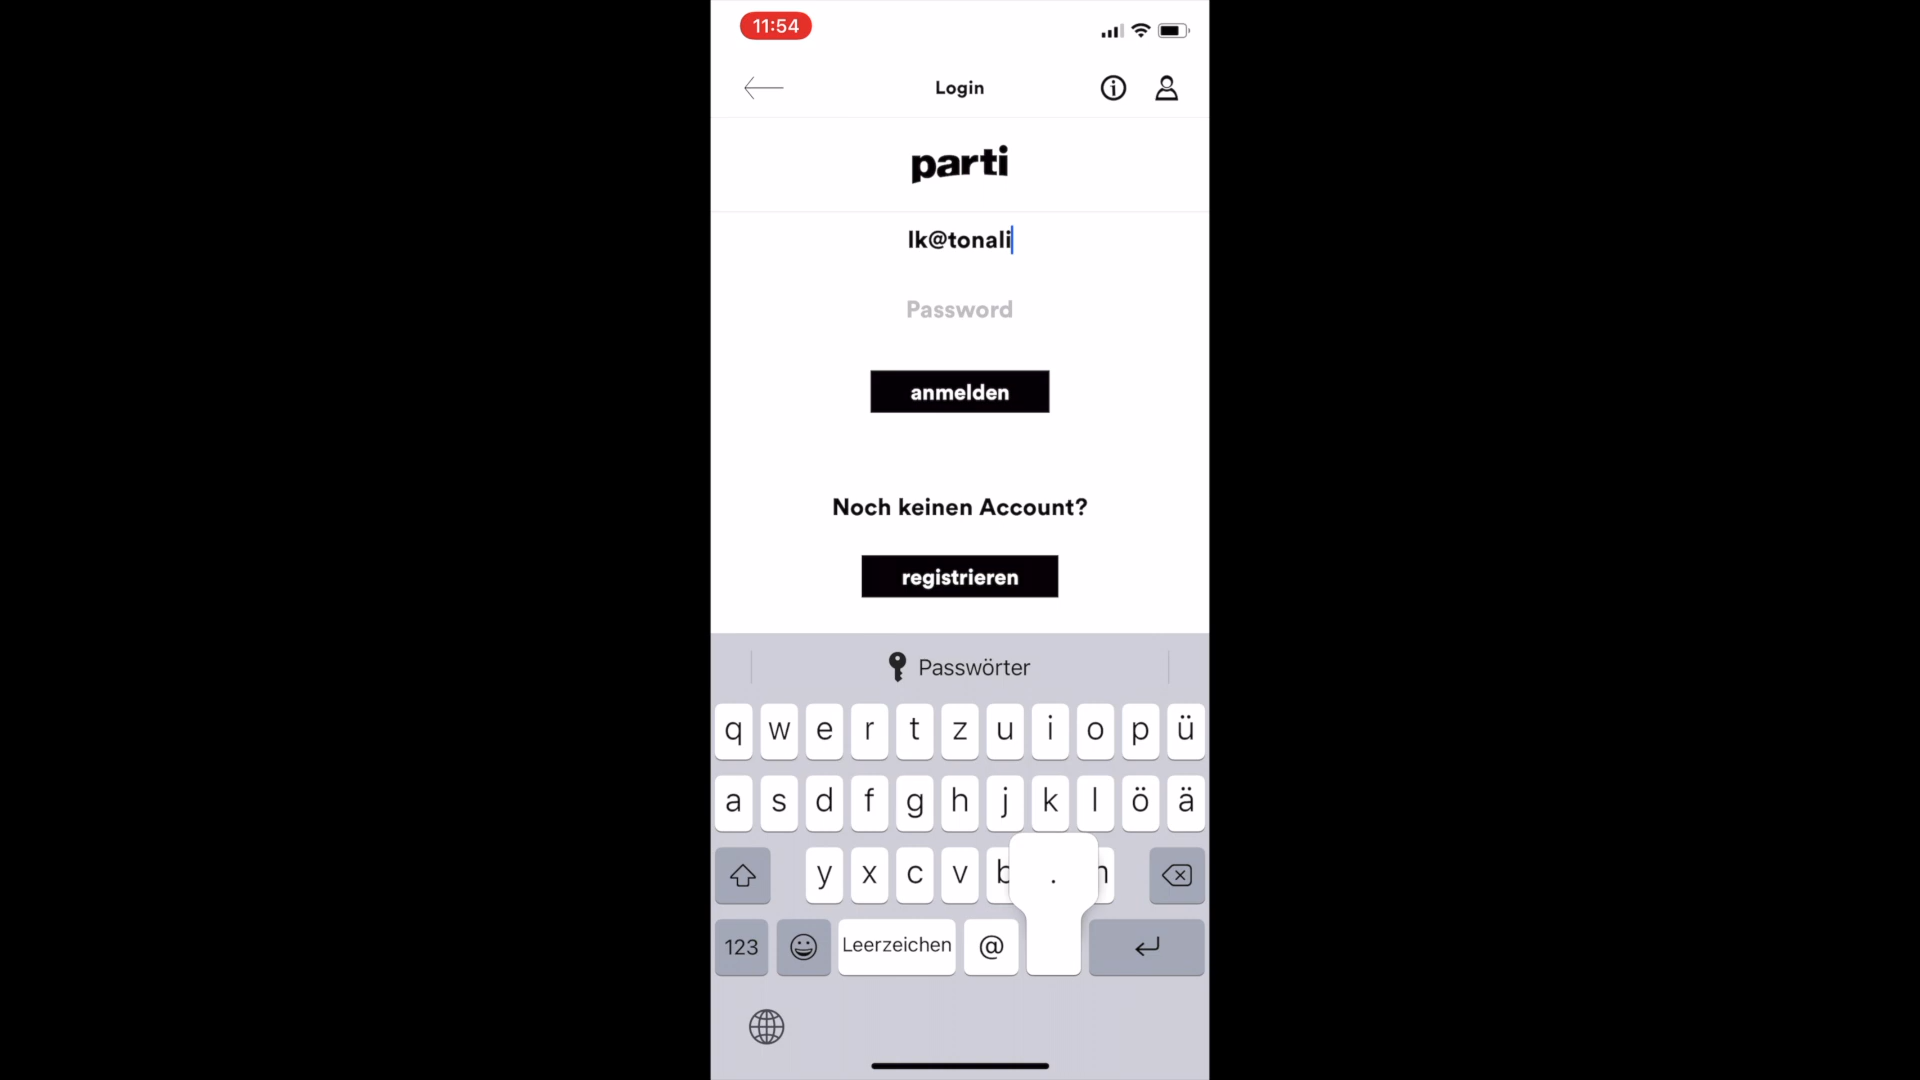 11:54
Login
parti
lk@tonali
Password
anmelden
Noch keinen Account?
registrieren
Passwörter
q w e r t z u i o p ü
a s d f g h j k l ö ä
y x c v b . n
123 Leerzeichen @